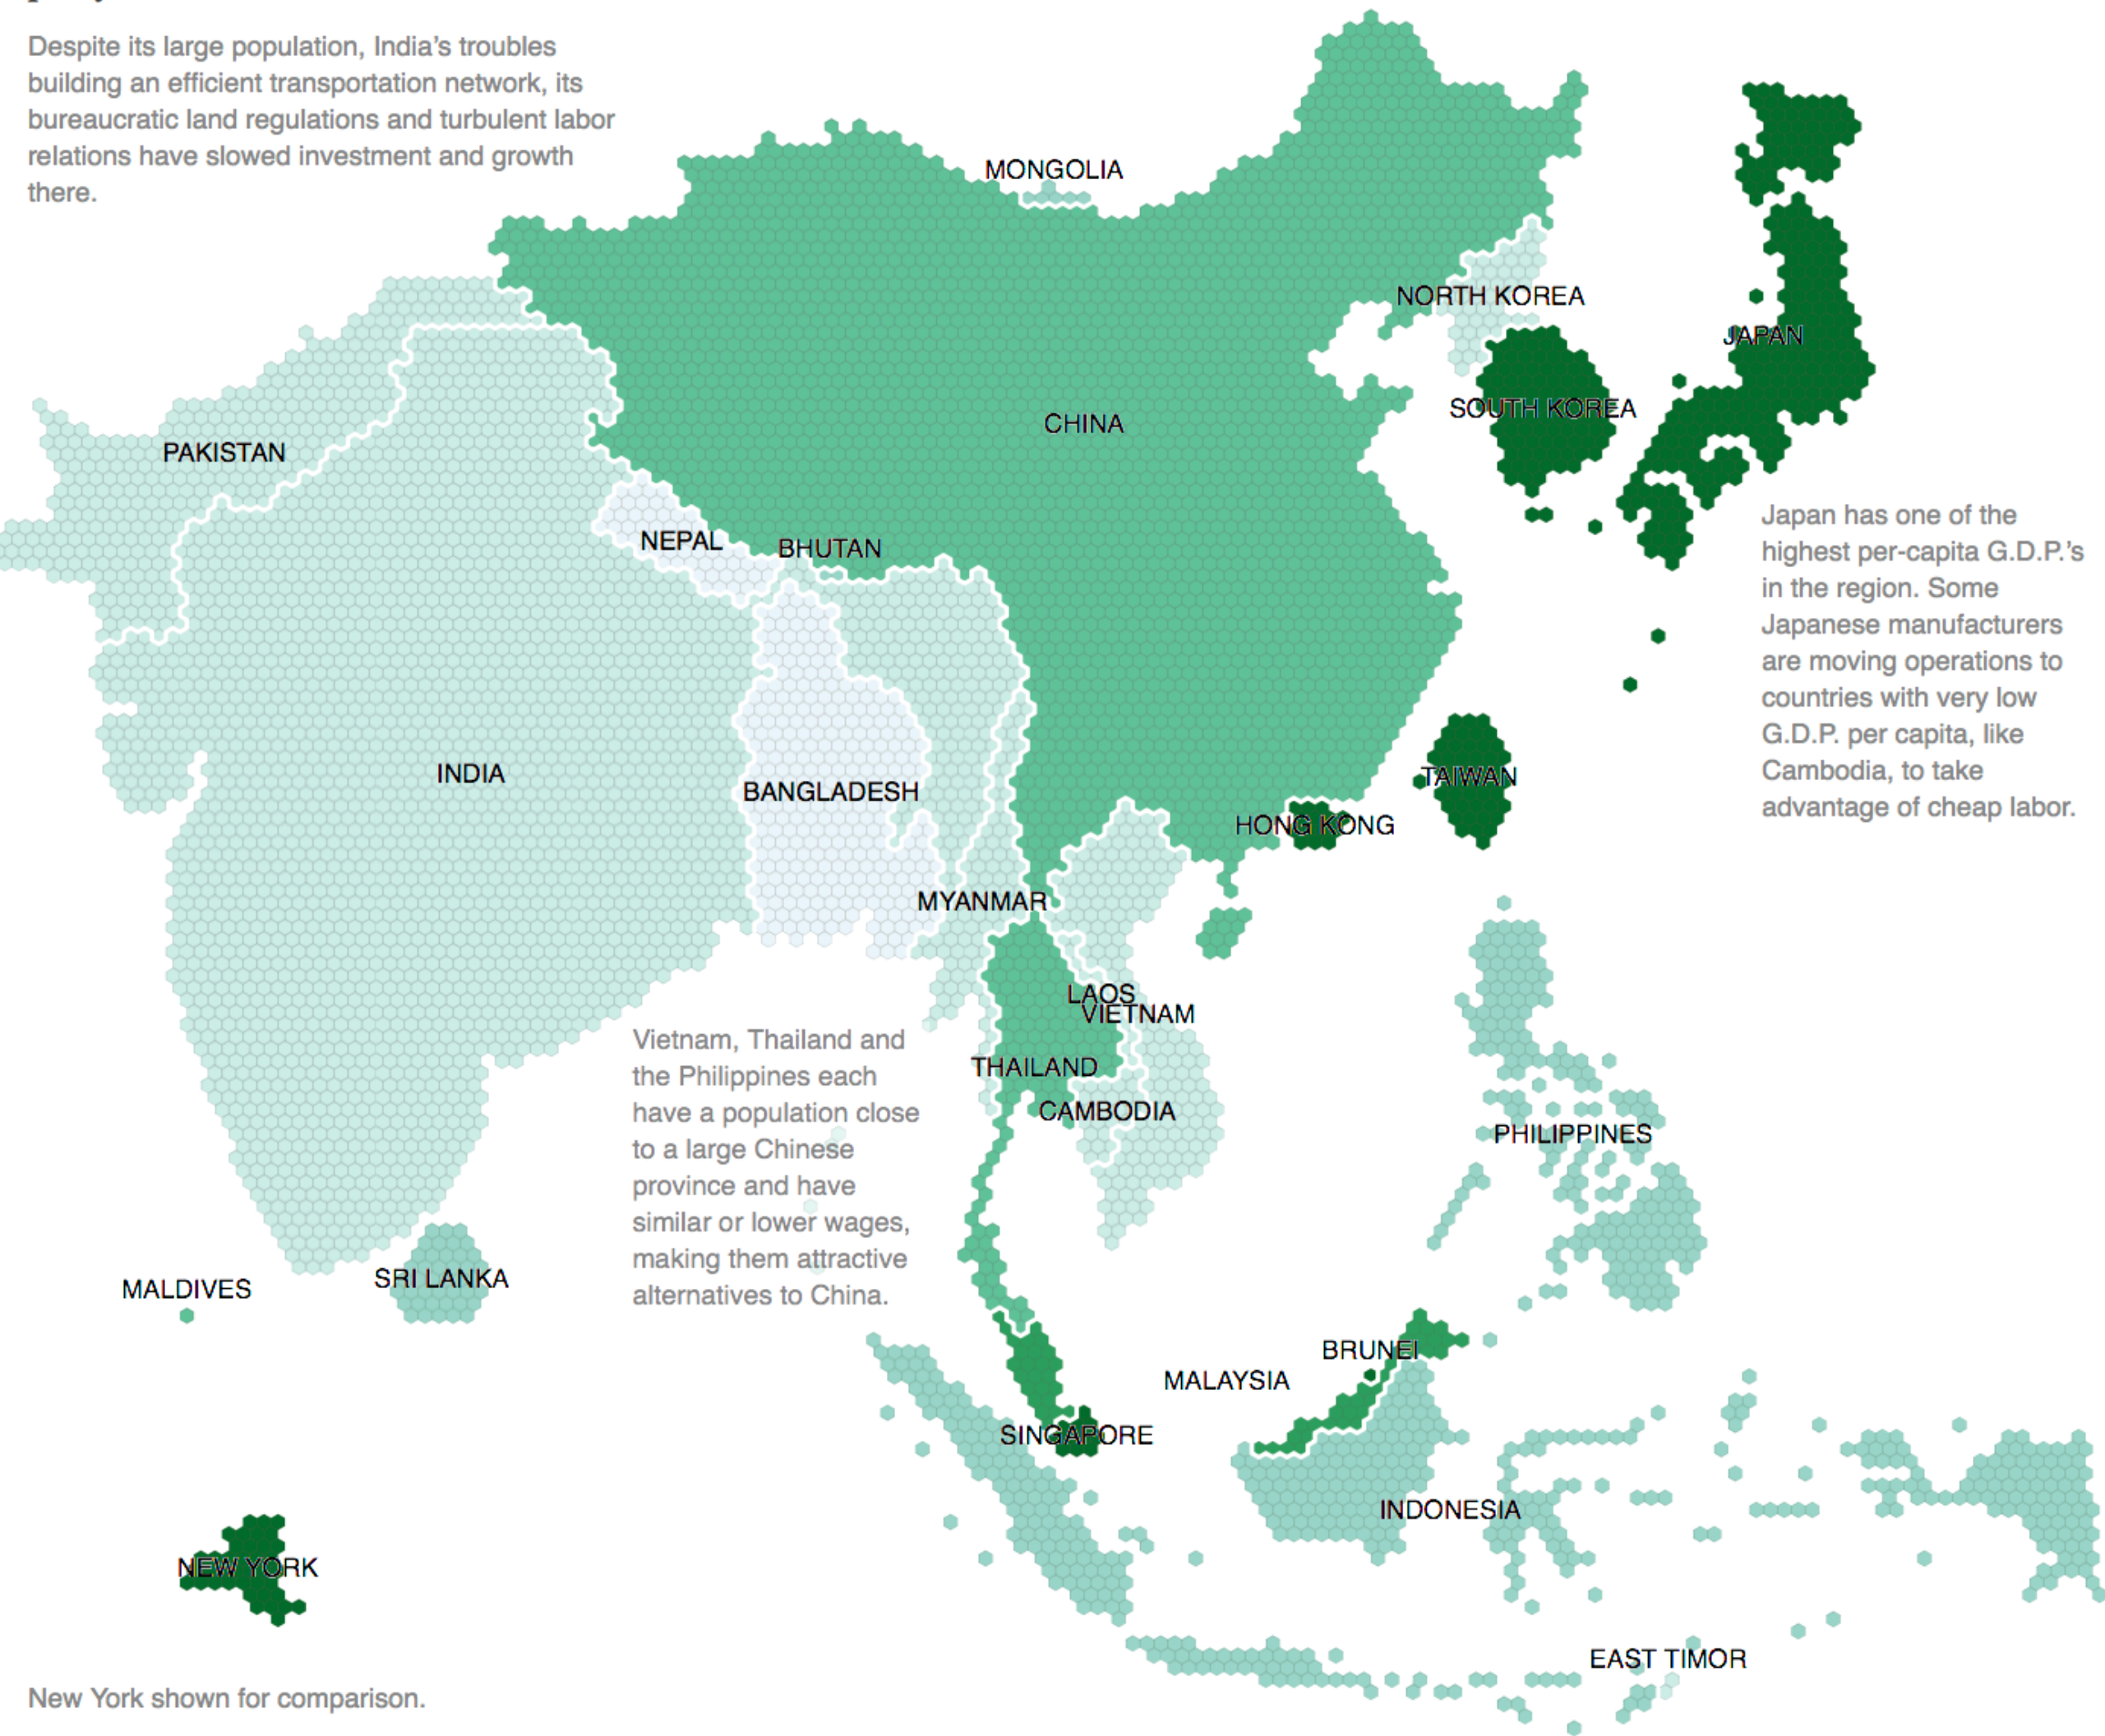 Despite its large population, India’s troubles
building an efficient transportation network, its
bureaucratic land regulations and turbulent labor
relations have slowed investment and growth
there.
MONGOLIA
NORTH KOREA
JAPAN
SOUTH KOREA
CHINA
PAKISTAN
NEPAL
BHUTAN
Japan has one of the
highest per-capita G.D.P.’s
in the region. Some
Japanese manufacturers
are moving operations to
countries with very low
G.D.P. per capita, like
Cambodia, to take
advantage of cheap labor.
INDIA
BANGLADESH
TAIWAN
HONG KONG
MYANMAR
LAOS
VIETNAM
THAILAND
CAMBODIA
PHILIPPINES
Vietnam, Thailand and
the Philippines each
have a population close
to a large Chinese
province and have
similar or lower wages,
making them attractive
alternatives to China.
MALDIVES
SRI LANKA
BRUNEI
MALAYSIA
SINGAPORE
INDONESIA
NEW YORK
EAST TIMOR
New York shown for comparison.